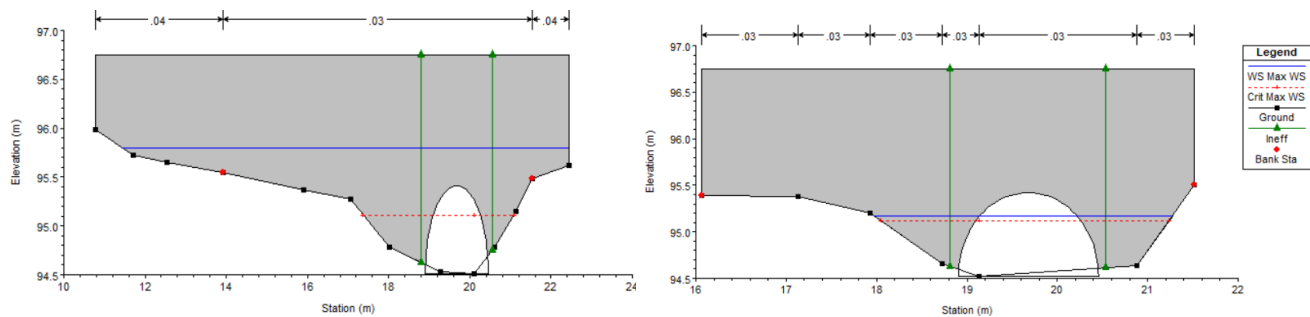 .04 .03 .04
97.0
96.5
96.0
95.5
95.0
94.5
10 12 14 16 18 20 22 24
Elevation (m)
Station (m)
.03 .03 .03 .03 .03 .03
97.0
96.5
96.0
95.5
95.0
94.5
16 17 18 19 20 21 22
Elevation (m)
Station (m)
Legend
WS Max WS
Crit Max WS
Ground
Ineff
Bank Sta